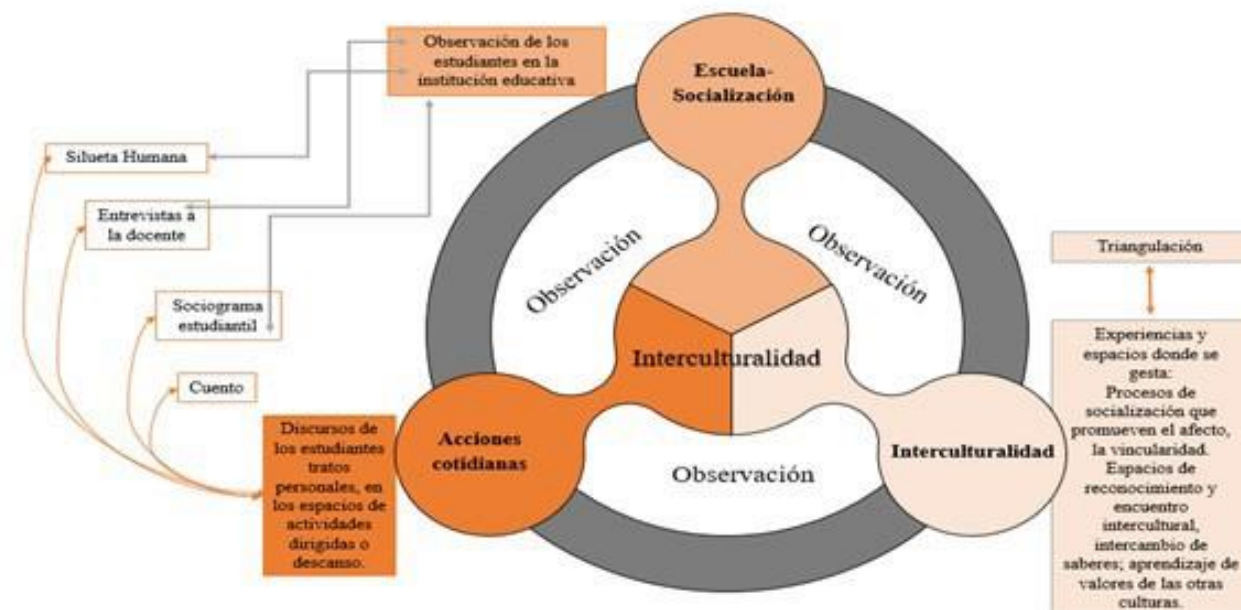 Observación de los
estudiantes en la
institución educativa
Escuela-
Socialización
Silueta Humana
Entrevistas a
la docente
Sociograma
estudiantil
Cuento
Discursos de
los estudiantes
tratos
personales, en
los espacios de
actividades
dirigidas o
descanso.
Observación
Observación
Interculturalidad
Acciones
cotidianas
Observación
Interculturalidad
Triangulación
Experiencias y
espacios donde se
gesta:
Procesos de
socialización que
promueven el afecto,
la vincularidad.
Espacios de
reconocimiento y
encuentro
intercultural,
intercambio de
saberes; aprendizaje de
valores de las otras
culturas.